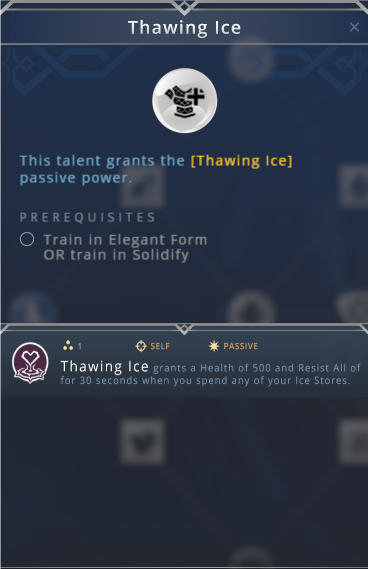 Thawing Ice
This talent grants the [Thawing Ice]
passive power.
PREREQUISITES
Train in Elegant Form
OR train in Solidify
1 SELF PASSIVE
Thawing Ice grants a Health of 500 and Resist All of
for 30 seconds when you spend any of your Ice Stores.